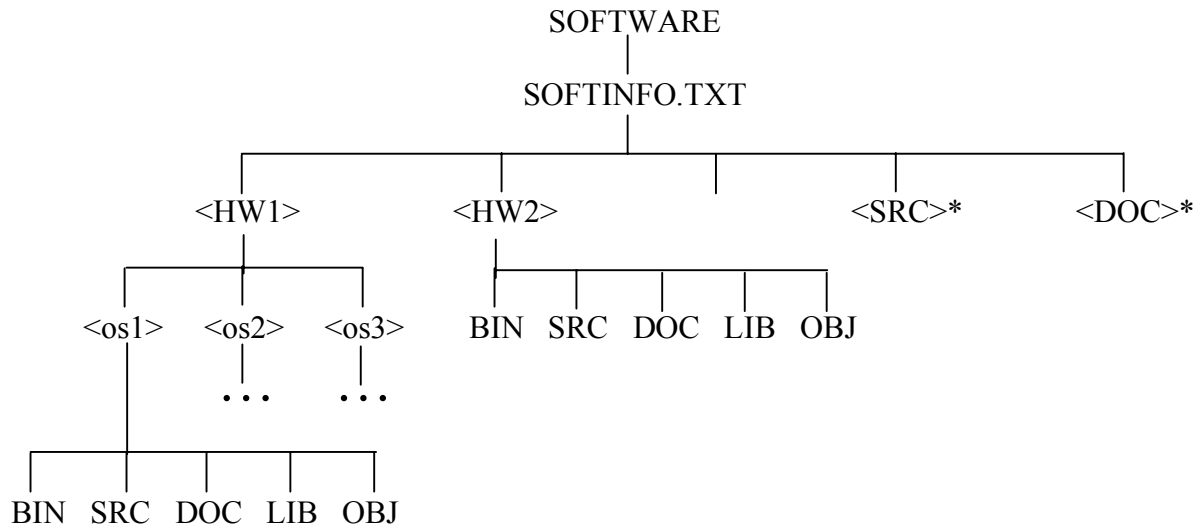 SOFTWARE
SOFTINFO.TXT
<HW1> <HW2> <SRC>* <DOC>*
<os1> <os2> <os3> BIN SRC DOC LIB OBJ
... ...
BIN SRC DOC LIB OBJ